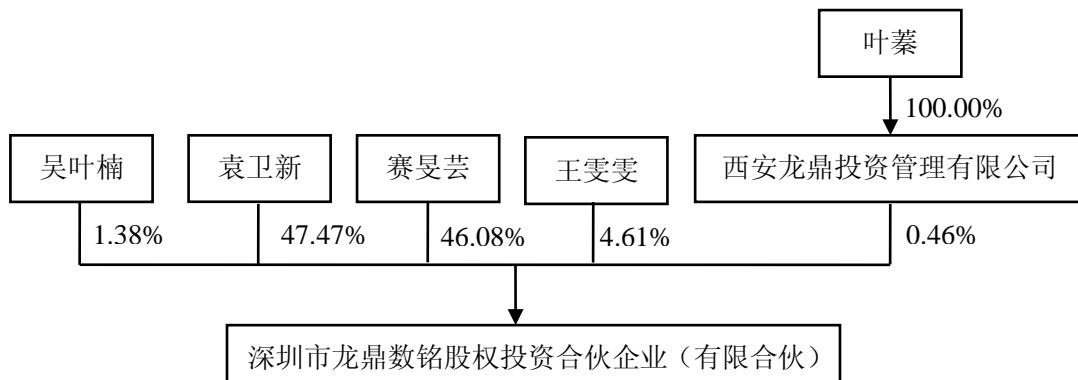 叶蓁
100.00%
吴叶楠
袁卫新
赛旻芸
王雯雯
西安龙鼎投资管理有限公司
1.38%
47.47%
46.08%
4.61%
0.46%
深圳市龙鼎数铭股权投资合伙企业（有限合伙）